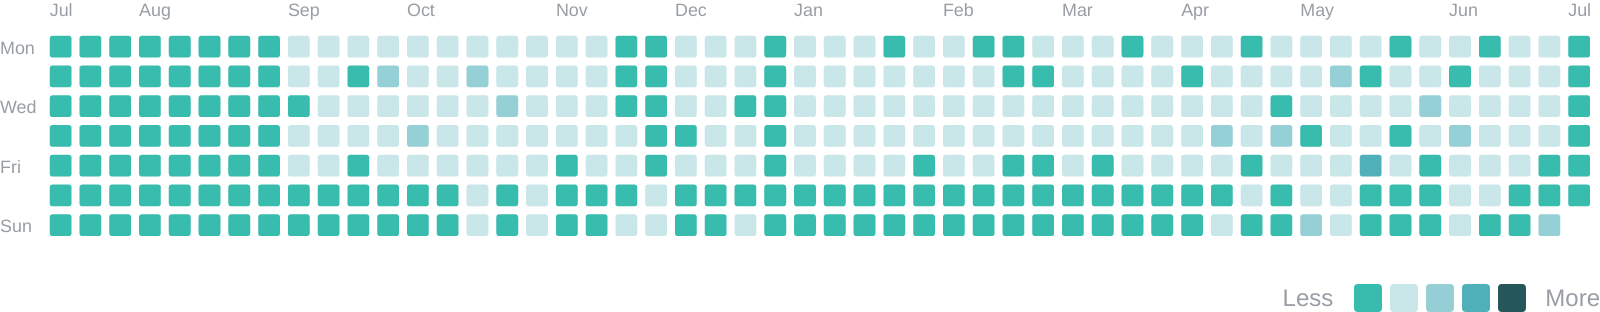 Jul Aug Sep Oct Nov Dec Jan Feb Mar Apr May Jun Jul
Mon
Wed
Fri
Sun
Less More